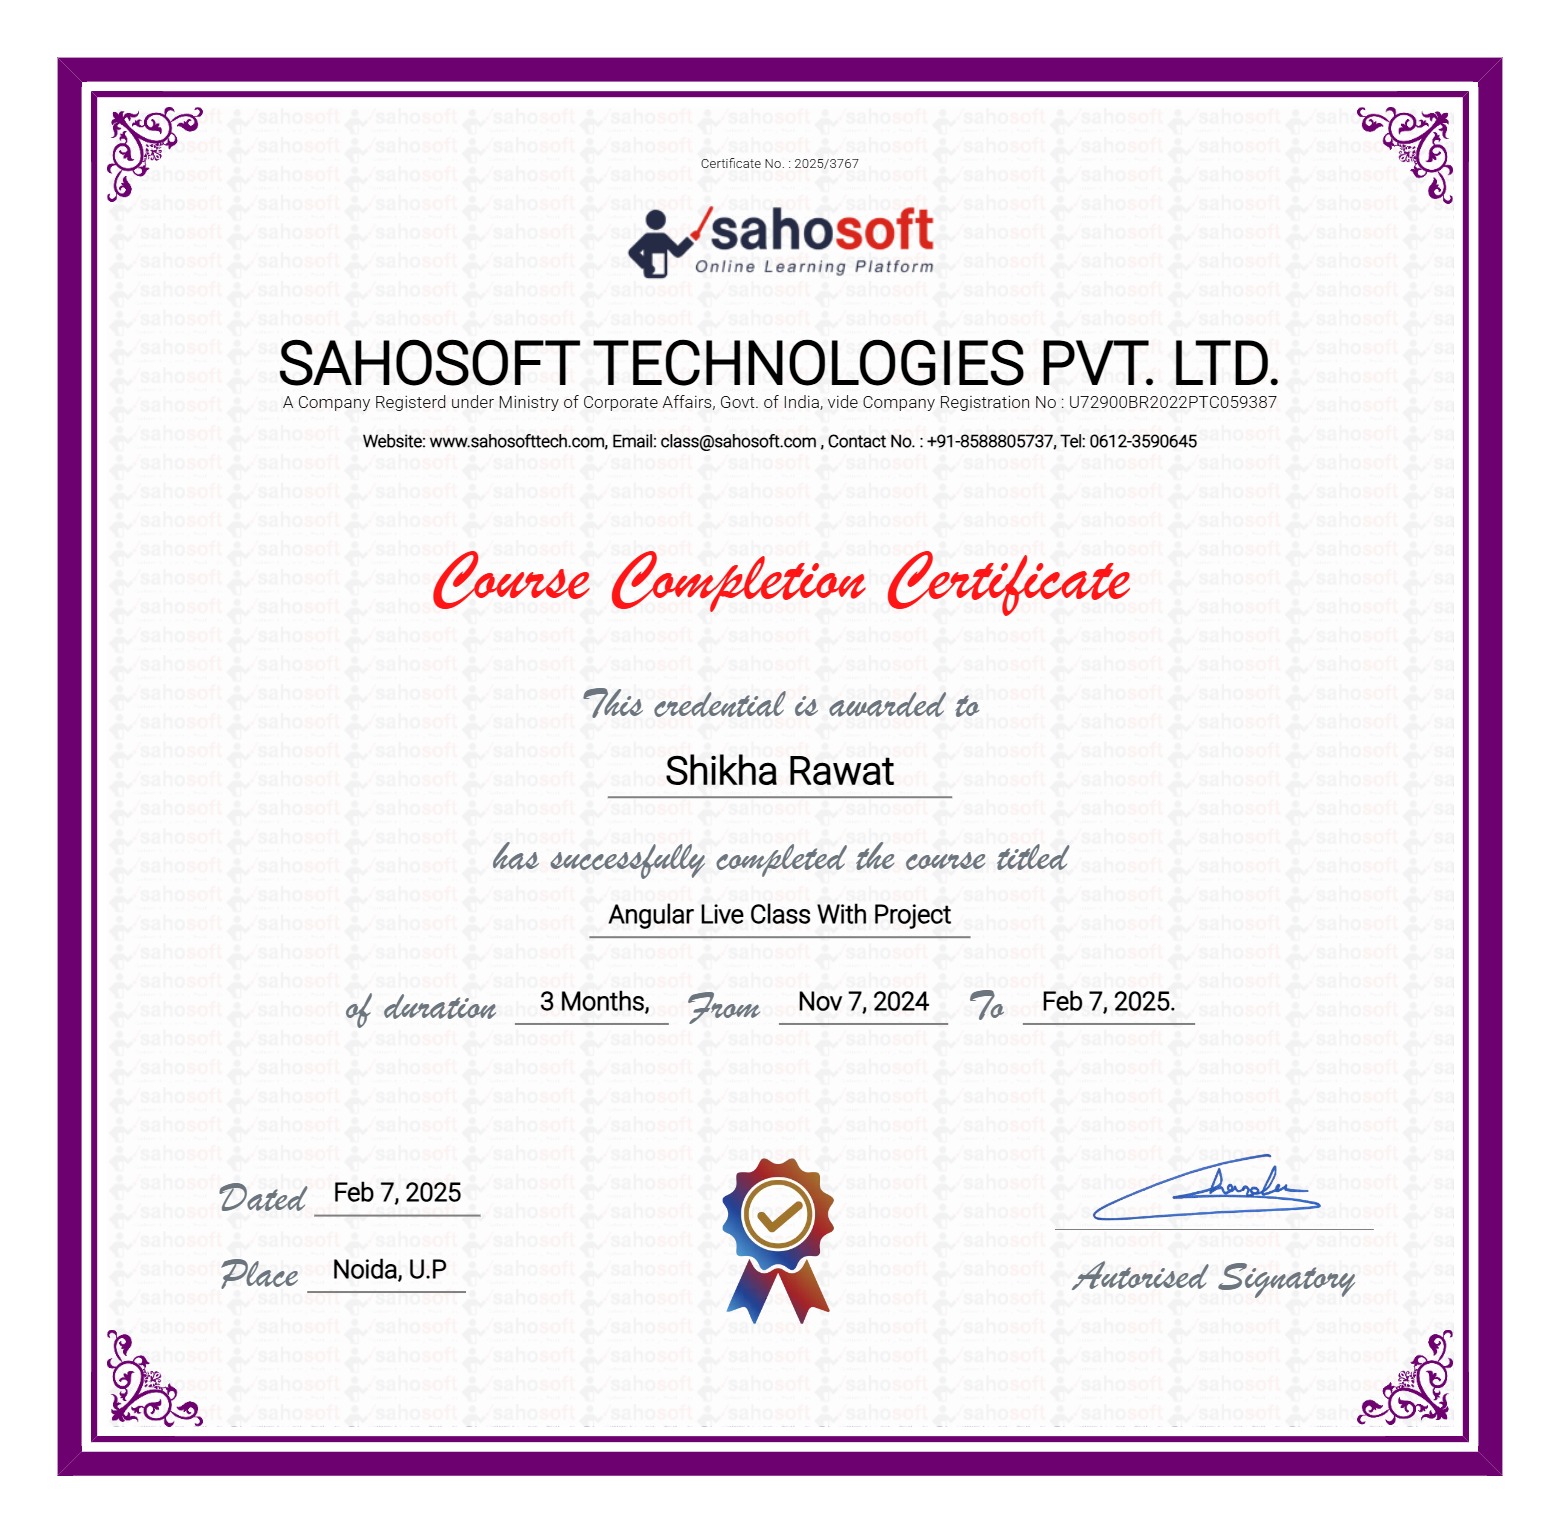 Certificate No. : 2025/3767
sahosoft
Online Learning Platform
SAHOSOFT TECHNOLOGIES PVT. LTD.
A Company Registerd under Ministry of Corporate Affairs, Govt. of India, vide Company Registration No : U72900BR2022PTC059387
Website: www.sahosofttech.com, Email: class@sahosoft.com , Contact No. : +91-8588805737, Tel: 0612-3590645
Course Completion Certificate
This credential is awarded to
Shikha Rawat
has successfully completed the course titled
Angular Live Class With Project
of duration 3 Months, From Nov 7, 2024 To Feb 7, 2025.
Dated Feb 7, 2025
Place Noida, U.P
Autorised Signatory